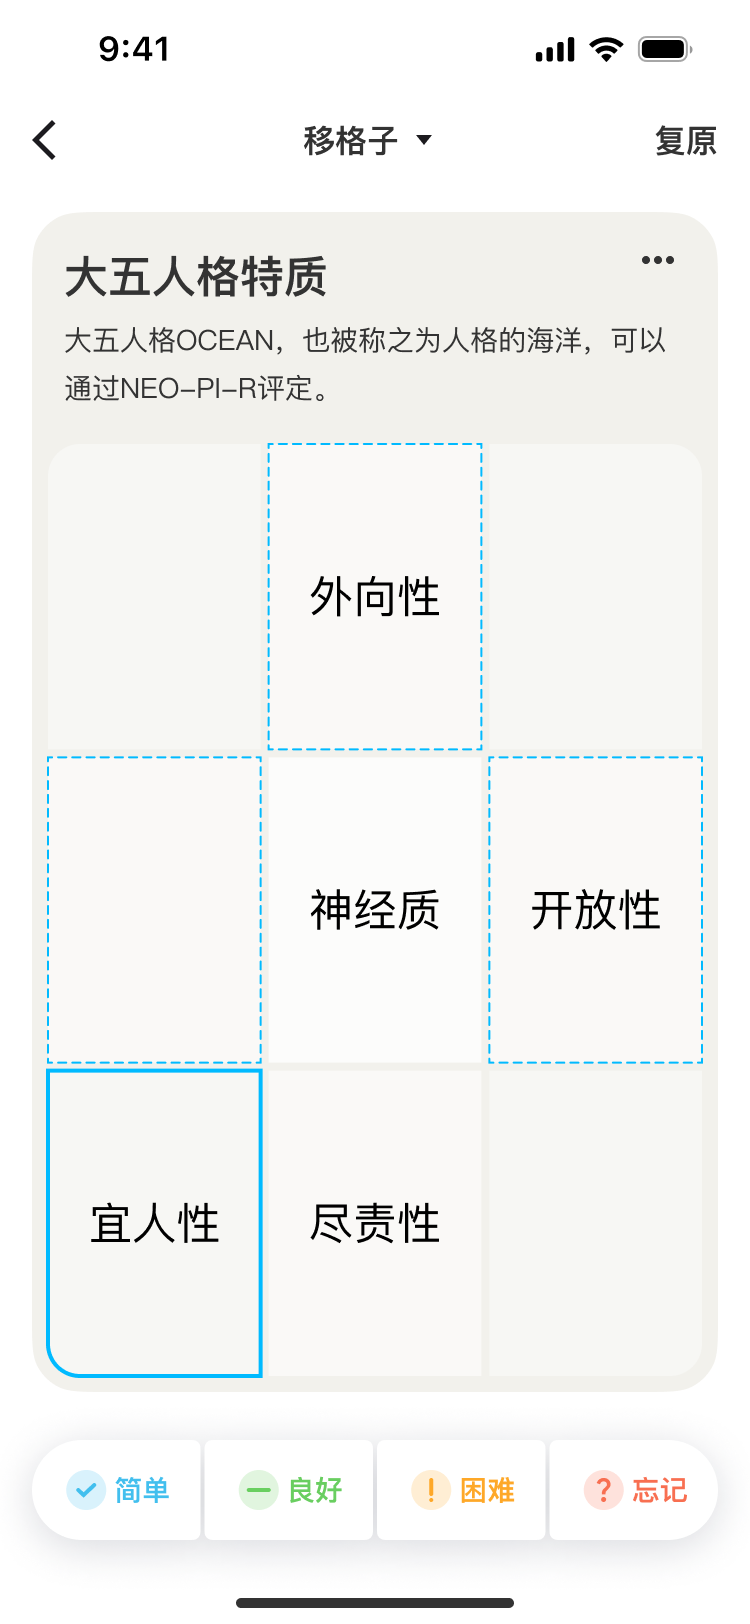 9:41
移格子
复原
大五人格特质
大五人格OCEAN，也被称之为人格的海洋，可以
通过NEO-PI-R评定。
外向性
神经质
开放性
宜人性
尽责性
简单
良好
困难
忘记